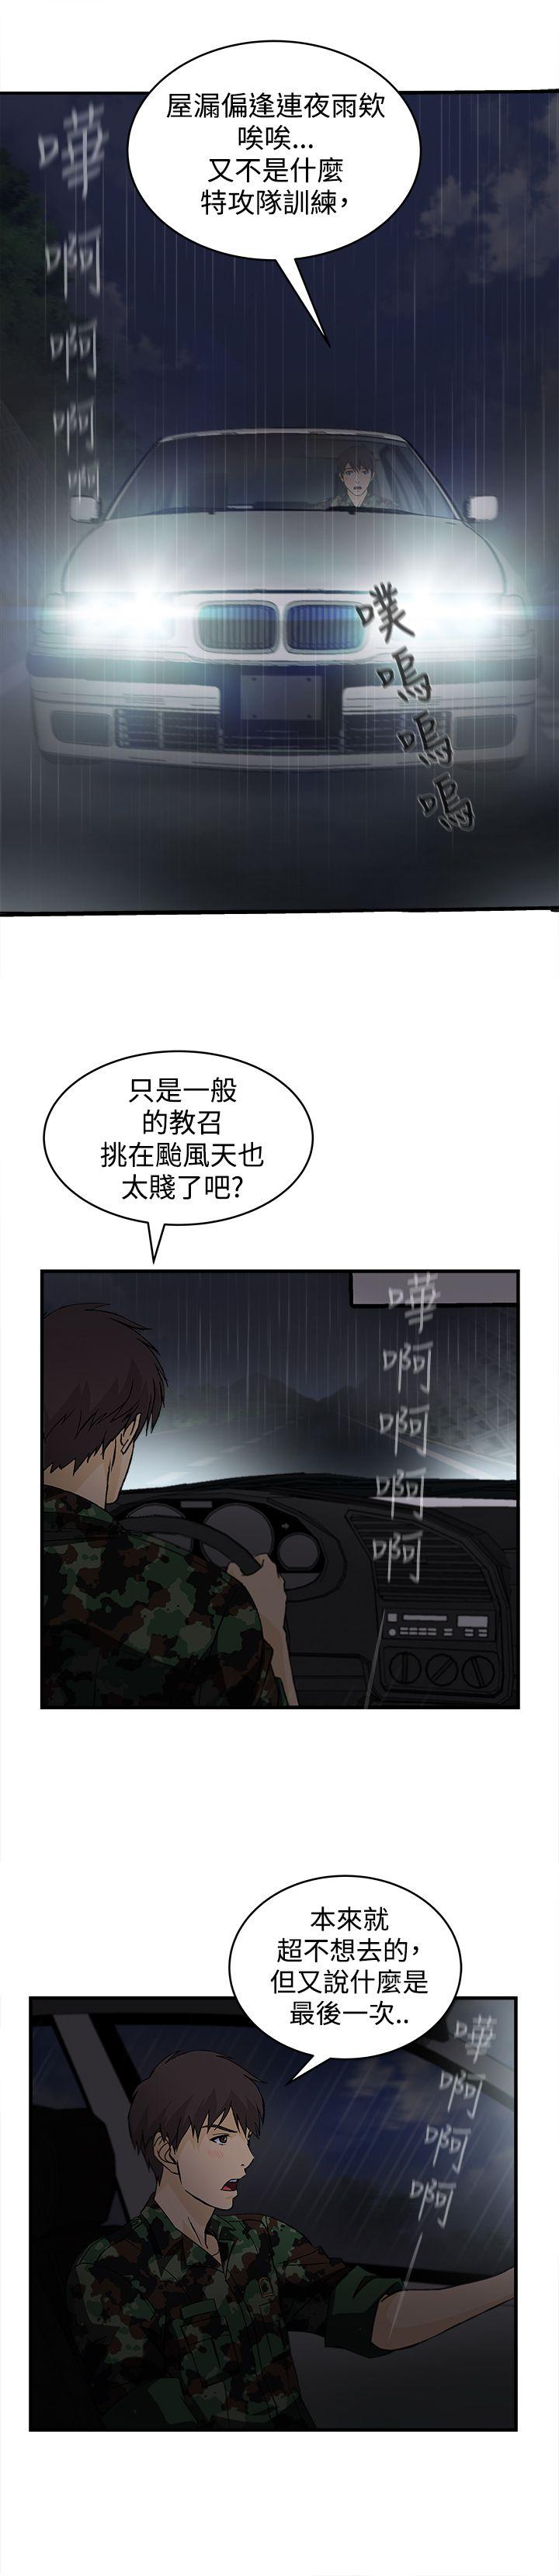 屋漏偏逢連夜雨欸
唉唉...
又不是什麼
特攻隊訓練,
嘩啊啊啊啊
噗嗚嗚嗚
只是一般
的教召
挑在颱風天也
太賤了吧?
嘩啊啊啊啊
本來就
超不想去的,
但又說什麼是
最後一次..
嘩啊啊啊